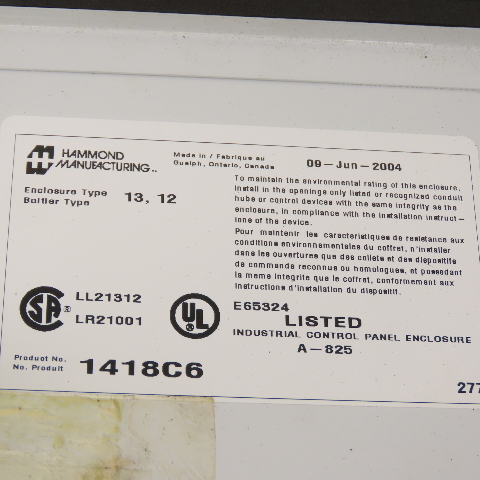 HAMMOND
MANUFACTURING..
Made in / Fabrique au
Guelph, Ontario, Canada
09-Jun-2004
Enclosure Type 13, 12
Boitier Type
To maintain the environmental rating of this enclosure,
install in the openings only listed or recognized conduit
hubs or control devices with the same integrity as the
enclosure, in compliance with the installation instruct-
ions of the device.
Pour maintenir les caracteristiques de resistance aux
conditions environnementales du coffret, n'installer
dans les ouvertures que des collets et des dispositifs
de commande reconnus ou homologues, et possedant
la meme integrite que le coffret, conformement aux
instructions d'installation du dispositif.
SA®
LL21312
LR21001
UL®
E65324
LISTED
INDUSTRIAL CONTROL PANEL ENCLOSURE
A-825
Product No.
No. Produit
1418C6
277